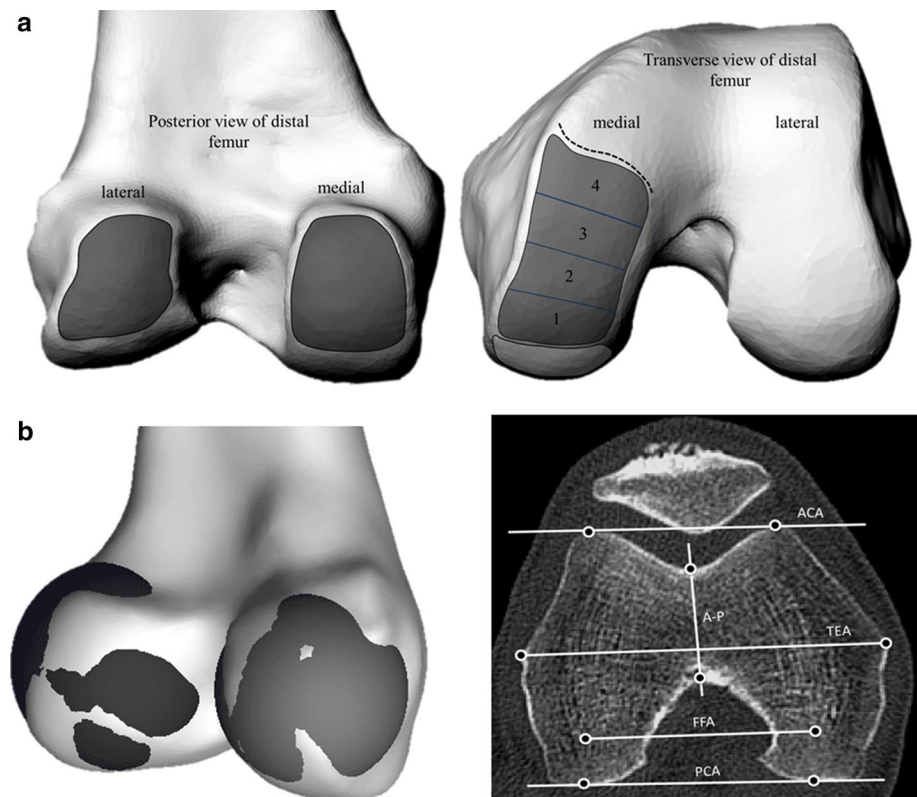 a
Posterior view of distal
femur
lateral
medial
Transverse view of distal
femur
medial
lateral
4
3
2
1
b
ACA
A-P
TEA
FFA
PCA